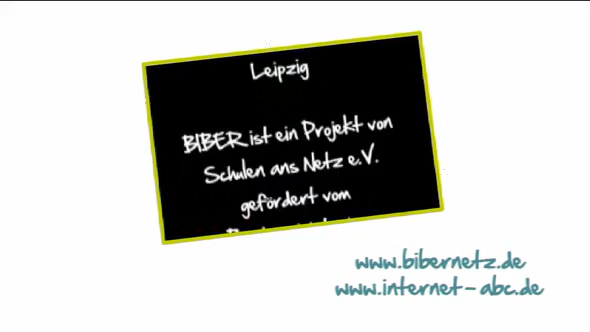 Leipzig
BIBER ist ein Projekt von
Schulen ans Netz e.V.
gefördert vom
www.bibernetz.de
www.internet-abc.de